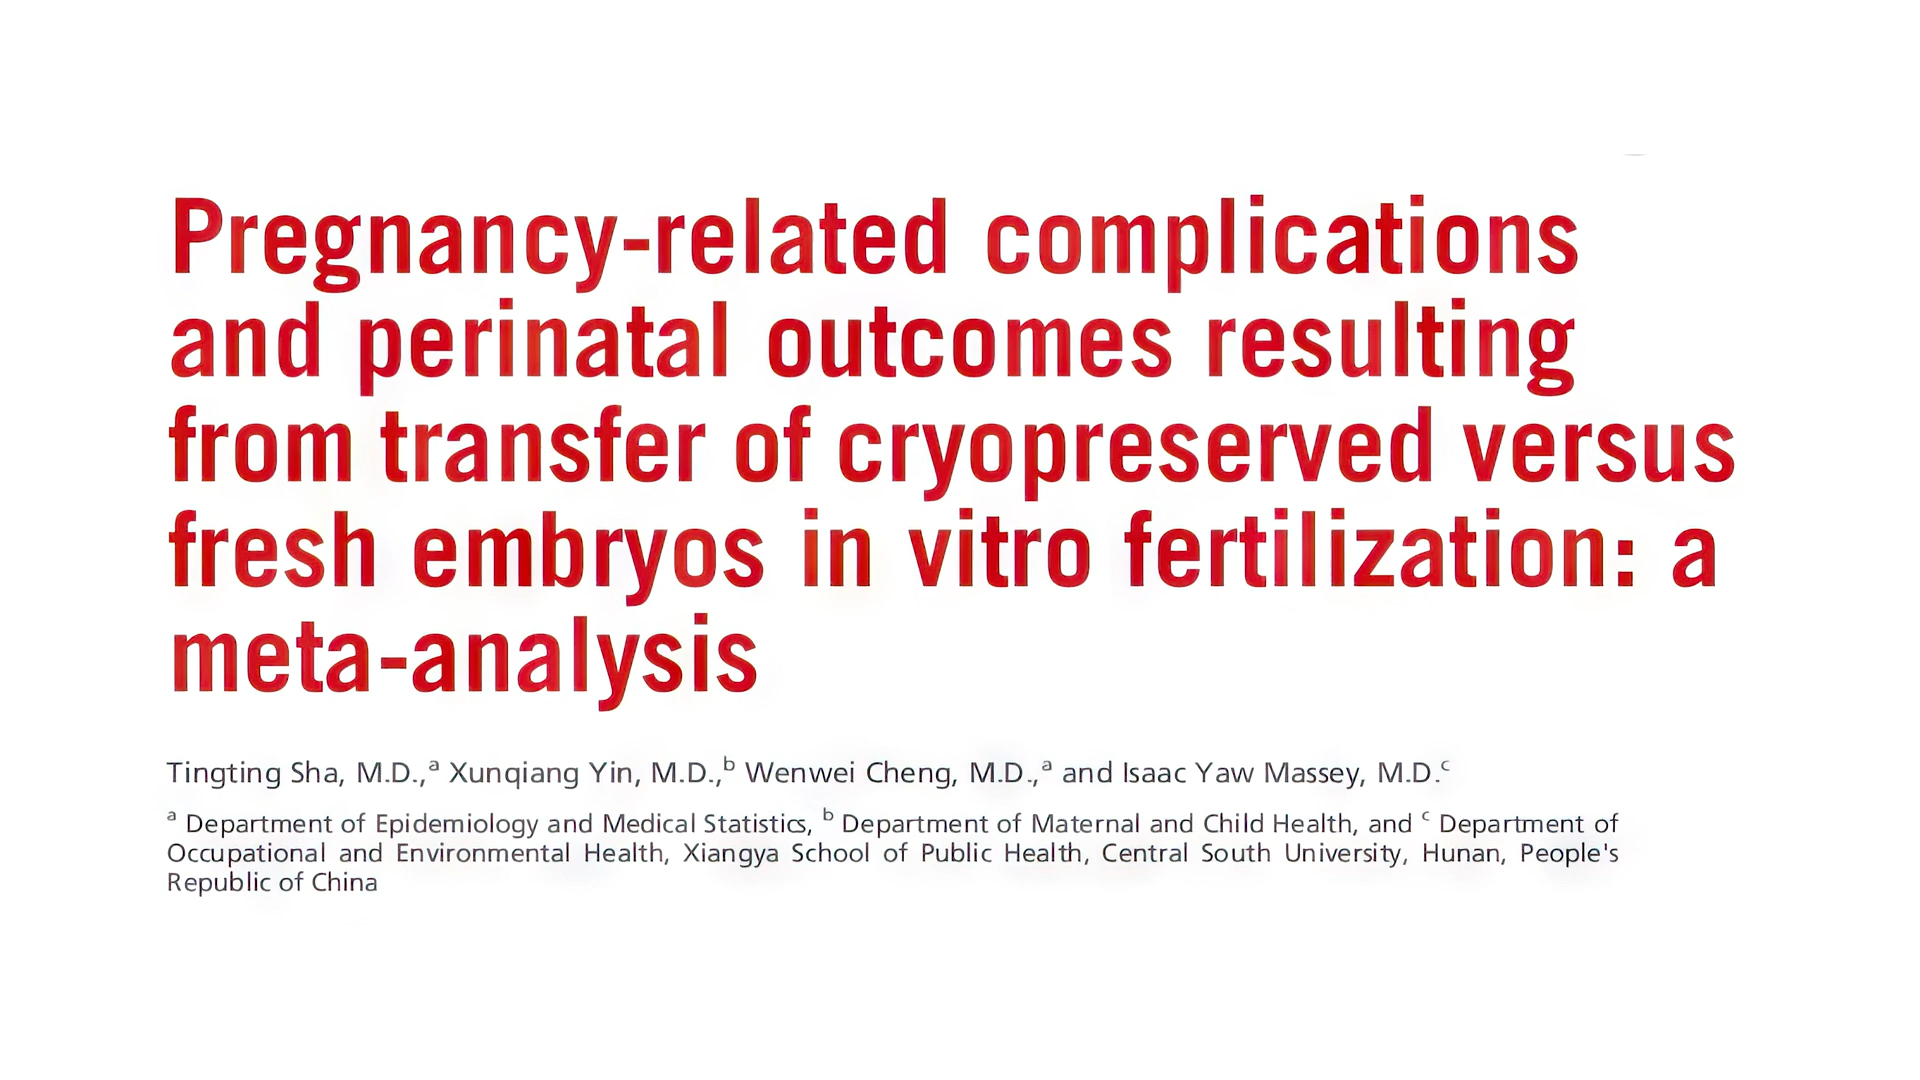 Pregnancy-related complications
and perinatal outcomes resulting
from transfer of cryopreserved versus
fresh embryos in vitro fertilization: a
meta-analysis
Tingting Sha, M.D.,ᵃ Xunqiang Yin, M.D.,ᵇ Wenwei Cheng, M.D.,ᵃ and Isaac Yaw Massey, M.D.ᶜ
ᵃ Department of Epidemiology and Medical Statistics, ᵇ Department of Maternal and Child Health, and ᶜ Department of
Occupational and Environmental Health, Xiangya School of Public Health, Central South University, Hunan, People's
Republic of China